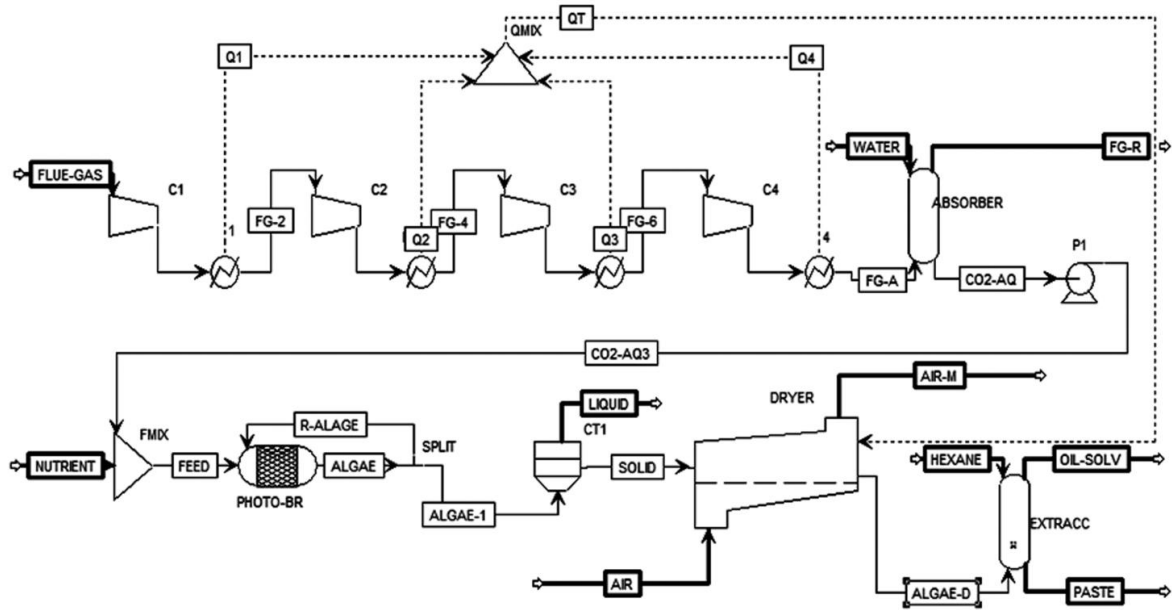 QMIX
QT
Q1
Q4
FLUE-GAS
C1
C2
C3
C4
WATER
FG-R
ABSORBER
1
FG-2
Q2
FG-4
Q3
FG-6
4
FG-A
CO2-AQ
P1
CO2-AQ3
NUTRIENT
FMIX
FEED
R-ALAGE
PHOTO-BR
ALGAE
SPLIT
ALGAE-1
LIQUID
CT1
SOLID
DRYER
AIR-M
AIR
HEXANE
OIL-SOLV
EXTRACC
ALGAE-D
PASTE